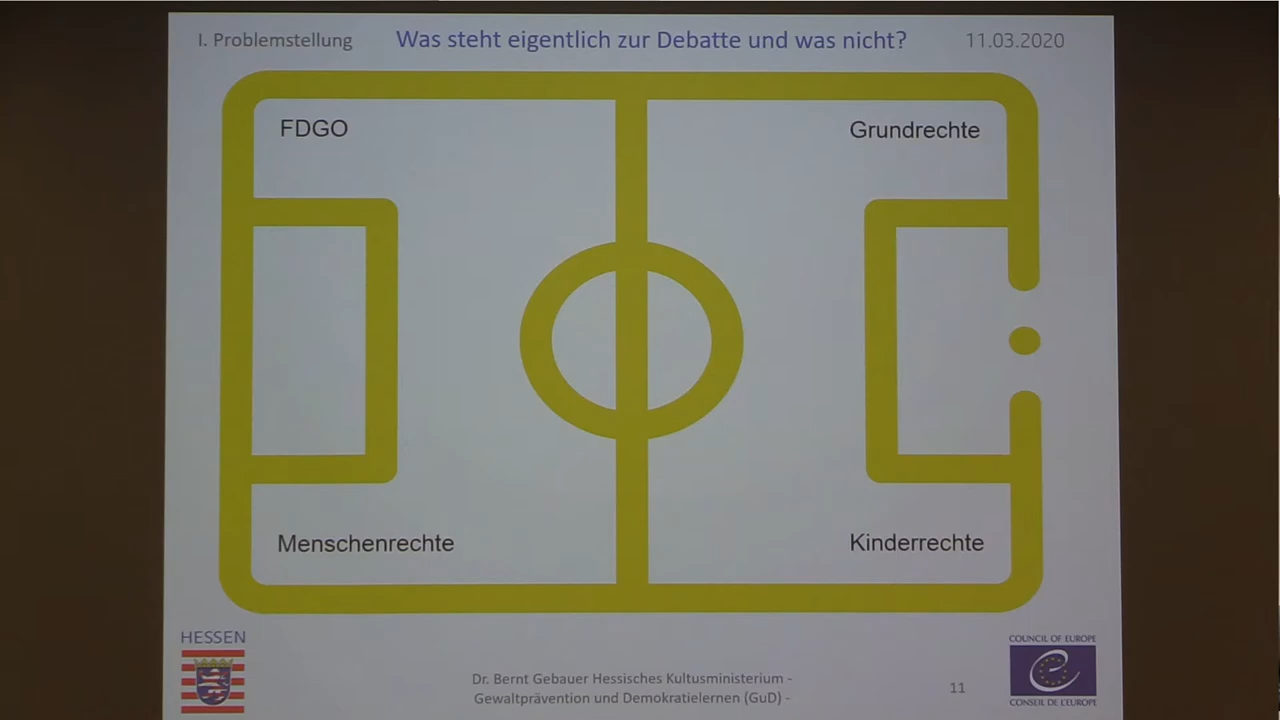 I. Problemstellung
Was steht eigentlich zur Debatte und was nicht?
11.03.2020
FDGO
Grundrechte
Menschenrechte
Kinderrechte
HESSEN
Dr. Bernt Gebauer Hessisches Kultusministerium -
Gewaltprävention und Demokratielernen (GuD) -
11
COUNCIL OF EUROPE
CONSEIL DE L'EUROPE